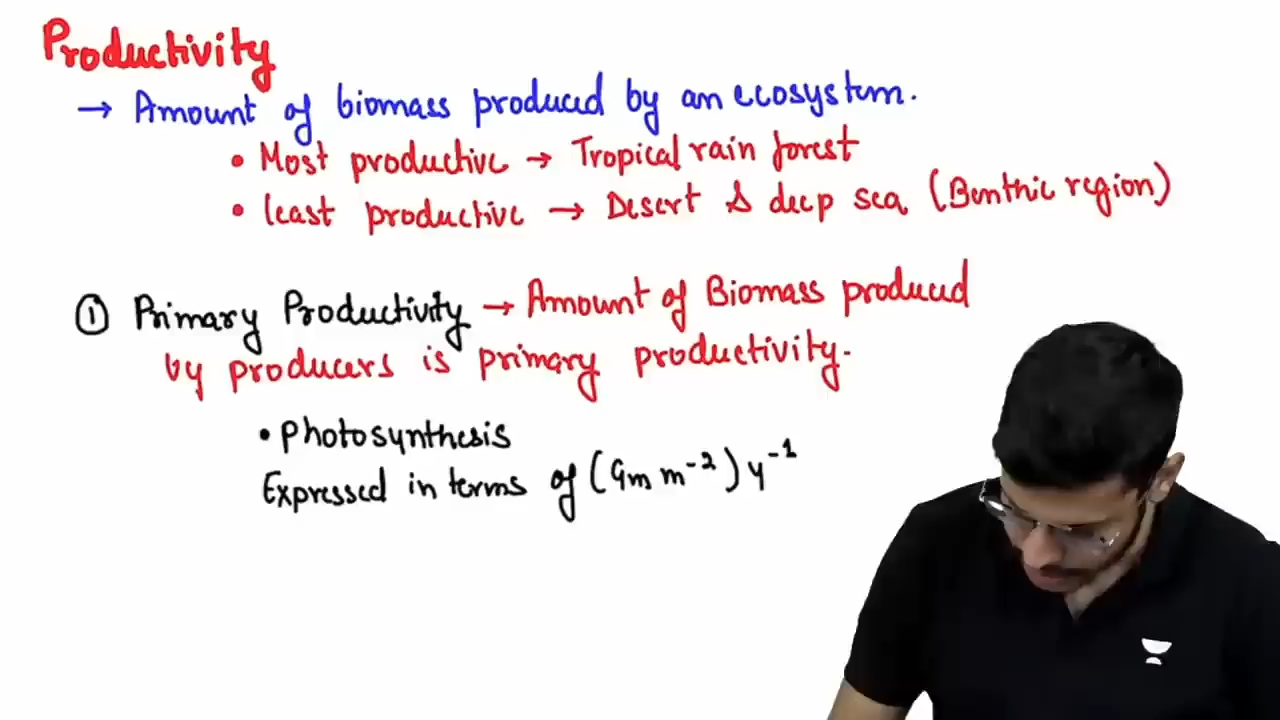 Productivity
→ Amount of biomass produced by an ecosystem.
• Most productive → Tropical rain forest
• least productive → Desert & deep sea (Benthic region)
① Primary Productivity → Amount of Biomass produced
by producers is primary productivity.
• Photosynthesis
Expressed in terms of (Gm m⁻²) y⁻¹